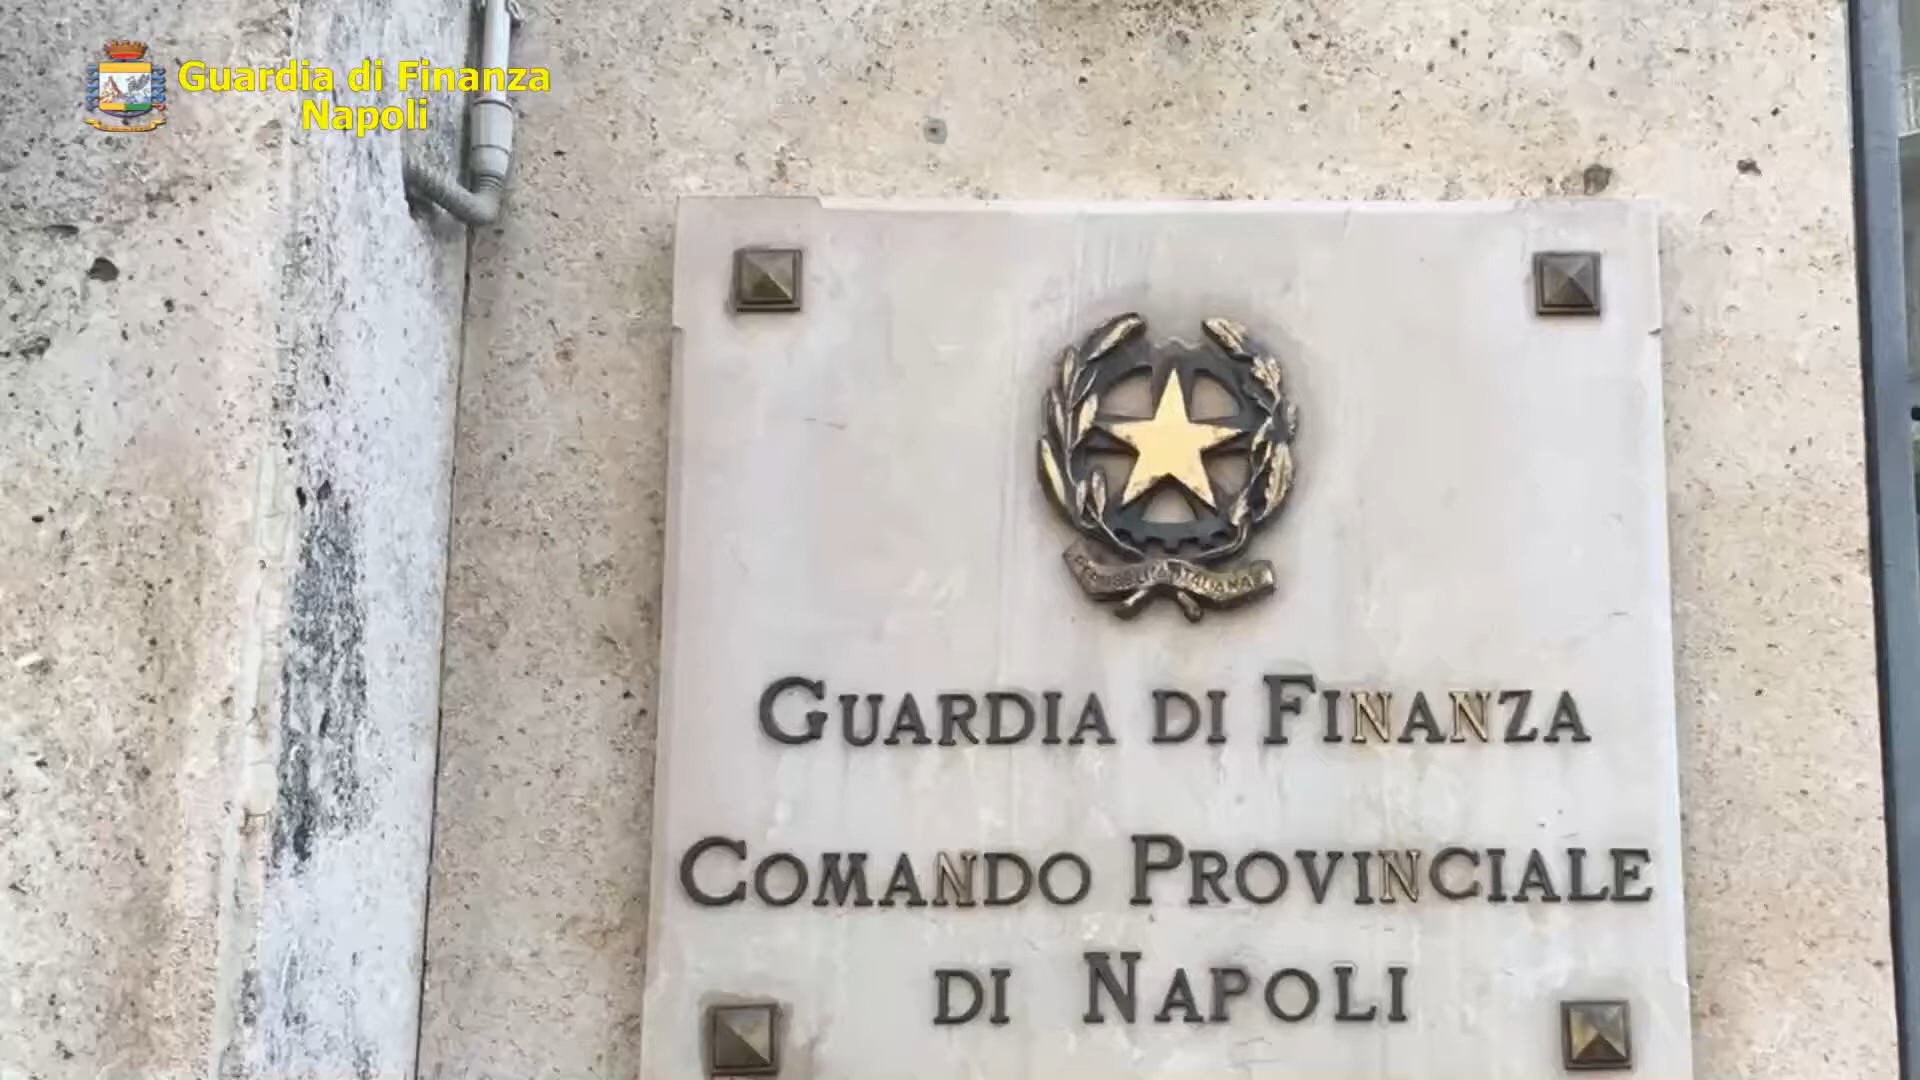 Guardia di Finanza
Napoli
REPUBBLICA ITALIANA
GUARDIA DI FINANZA
COMANDO PROVINCIALE
DI NAPOLI